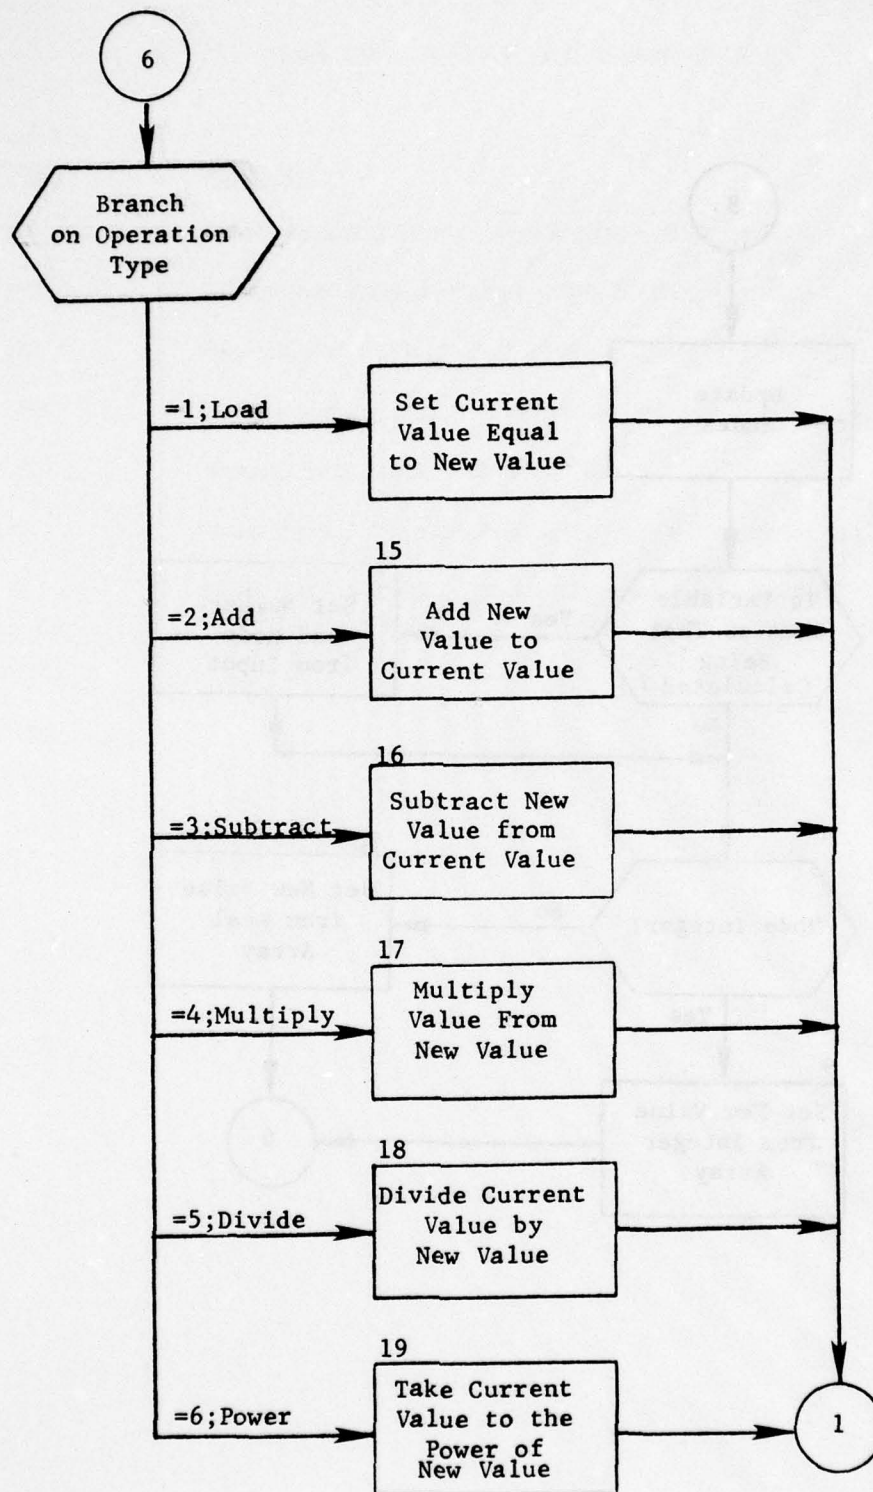 6
Branch
on Operation
Type
=1;Load
Set Current
Value Equal
to New Value
15
=2;Add
Add New
Value to
Current Value
16
=3;Subtract
Subtract New
Value from
Current Value
17
=4;Multiply
Multiply
Value From
New Value
18
=5;Divide
Divide Current
Value by
New Value
19
=6;Power
Take Current
Value to the
Power of
New Value
1